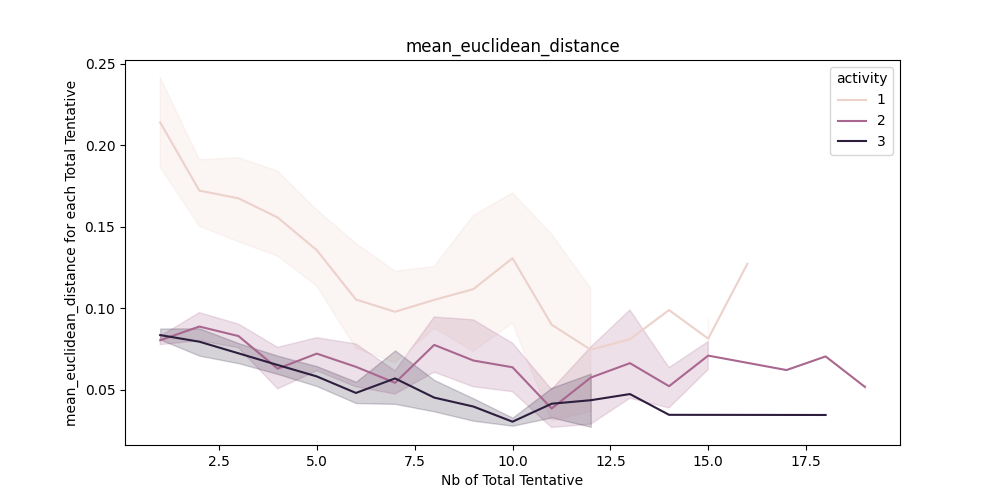 mean_euclidean_distance
mean_euclidean_distance for each Total Tentative
0.25
0.20
0.15
0.10
0.05
activity
1
2
3
2.5 5.0 7.5 10.0 12.5 15.0 17.5
Nb of Total Tentative